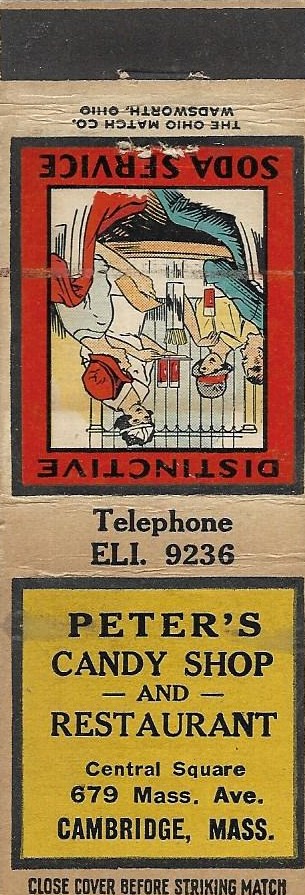 THE OHIO MATCH CO.
WADSWORTH, OHIO
DISTINCTIVE
SODA SERVICE
Telephone
ELI. 9236
PETER'S
CANDY SHOP
— AND —
RESTAURANT
Central Square
679 Mass. Ave.
CAMBRIDGE, MASS.
CLOSE COVER BEFORE STRIKING MATCH